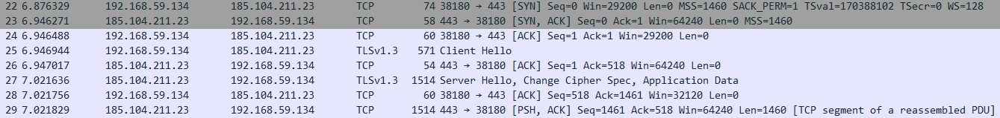 22 6.876329 192.168.59.134 185.104.211.23 TCP 74 38180 → 443 [SYN] Seq=0 Win=29200 Len=0 MSS=1460 SACK_PERM=1 TSval=170388102 TSecr=0 WS=128
23 6.946271 185.104.211.23 192.168.59.134 TCP 58 443 → 38180 [SYN, ACK] Seq=0 Ack=1 Win=64240 Len=0 MSS=1460
24 6.946488 192.168.59.134 185.104.211.23 TCP 60 38180 → 443 [ACK] Seq=1 Ack=1 Win=29200 Len=0
25 6.946944 192.168.59.134 185.104.211.23 TLSv1.3 571 Client Hello
26 6.947017 185.104.211.23 192.168.59.134 TCP 54 443 → 38180 [ACK] Seq=1 Ack=518 Win=64240 Len=0
27 7.021636 185.104.211.23 192.168.59.134 TLSv1.3 1514 Server Hello, Change Cipher Spec, Application Data
28 7.021756 192.168.59.134 185.104.211.23 TCP 60 38180 → 443 [ACK] Seq=518 Ack=1461 Win=32120 Len=0
29 7.021829 185.104.211.23 192.168.59.134 TCP 1514 443 → 38180 [PSH, ACK] Seq=1461 Ack=518 Win=64240 Len=1460 [TCP segment of a reassembled PDU]